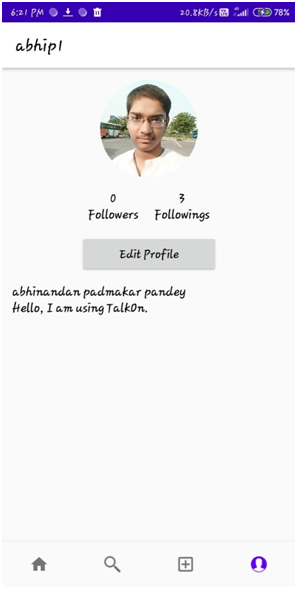 6:21 PM 20.8KB/s 78%
abhip1
0 3
Followers Followings
Edit Profile
abhinandan padmakar pandey
Hello, I am using TalkOn.